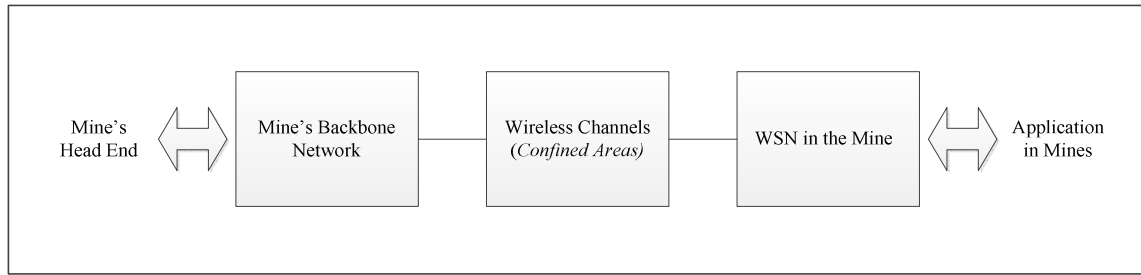 Mine's
Head End
Mine's Backbone
Network
Wireless Channels
(Confined Areas)
WSN in the Mine
Application
in Mines